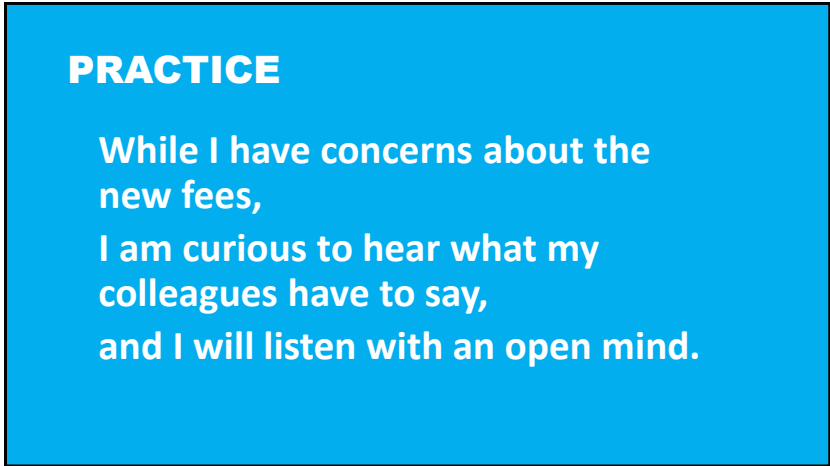 PRACTICE
While I have concerns about the
new fees,
I am curious to hear what my
colleagues have to say,
and I will listen with an open mind.